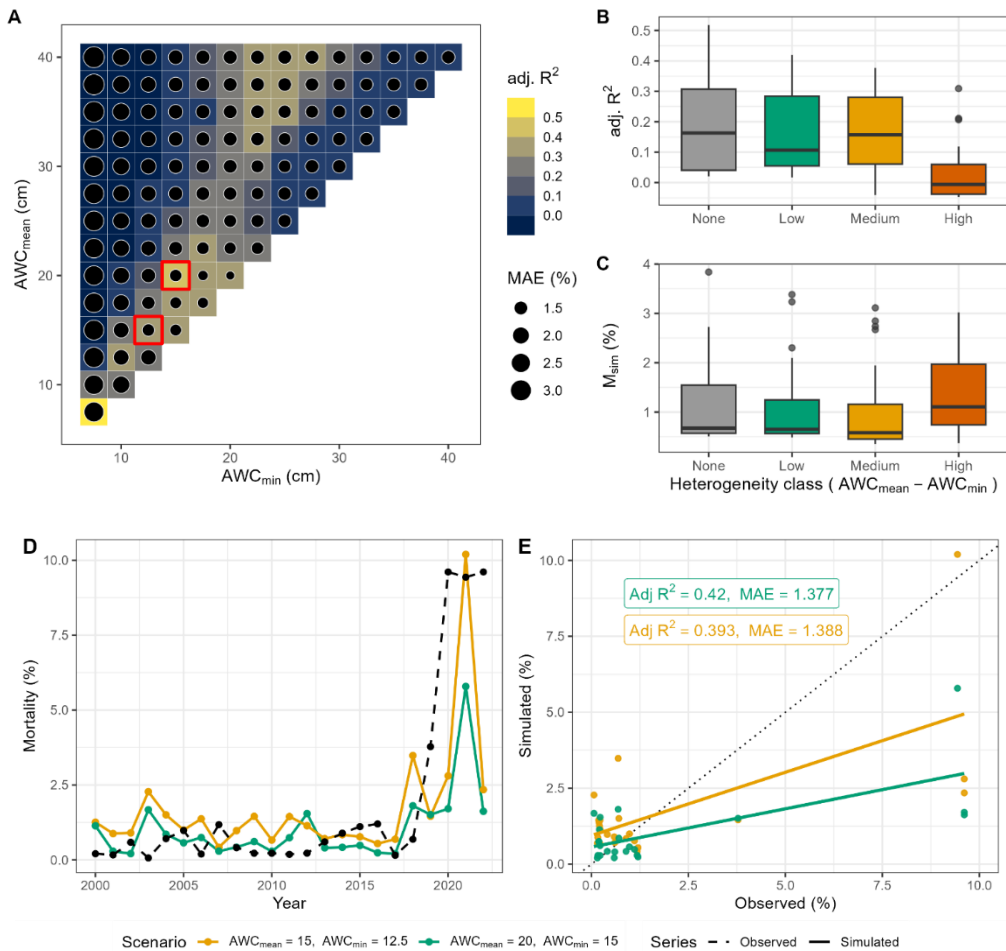 A
40
30
20
10
AWCmean (cm)
10 20 30 40
AWCmin (cm)
adj. R²
0.5
0.4
0.3
0.2
0.1
0.0
MAE (%)
1.5
2.0
2.5
3.0
B
0.5
0.4
0.3
0.2
0.1
0.0
adj. R²
None Low Medium High
C
4
3
2
1
Msim (%)
None Low Medium High
Heterogeneity class ( AWCmean − AWCmin )
D
10.0
7.5
5.0
2.5
0.0
Mortality (%)
2000 2005 2010 2015 2020
Year
E
Adj R² = 0.42, MAE = 1.377
Adj R² = 0.393, MAE = 1.388
10.0
7.5
5.0
2.5
0.0
Simulated (%)
0.0 2.5 5.0 7.5 10.0
Observed (%)
Scenario AWCmean = 15, AWCmin = 12.5 AWCmean = 20, AWCmin = 15 Series Observed Simulated